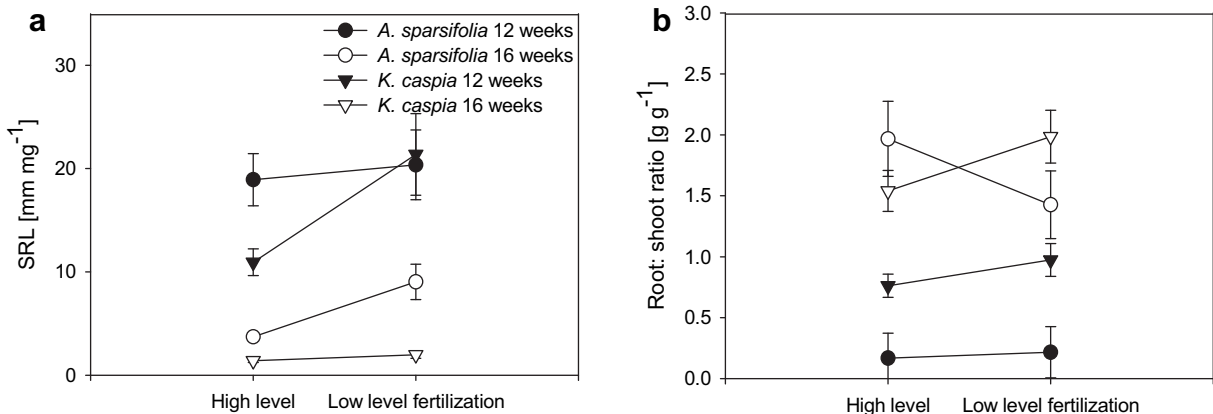 a
A. sparsifolia 12 weeks
A. sparsifolia 16 weeks
K. caspia 12 weeks
K. caspia 16 weeks
SRL [mm mg⁻¹]
30
20
10
0
High level
Low level fertilization
b
Root: shoot ratio [g g⁻¹]
3.0
2.5
2.0
1.5
1.0
0.5
0.0
High level
Low level fertilization